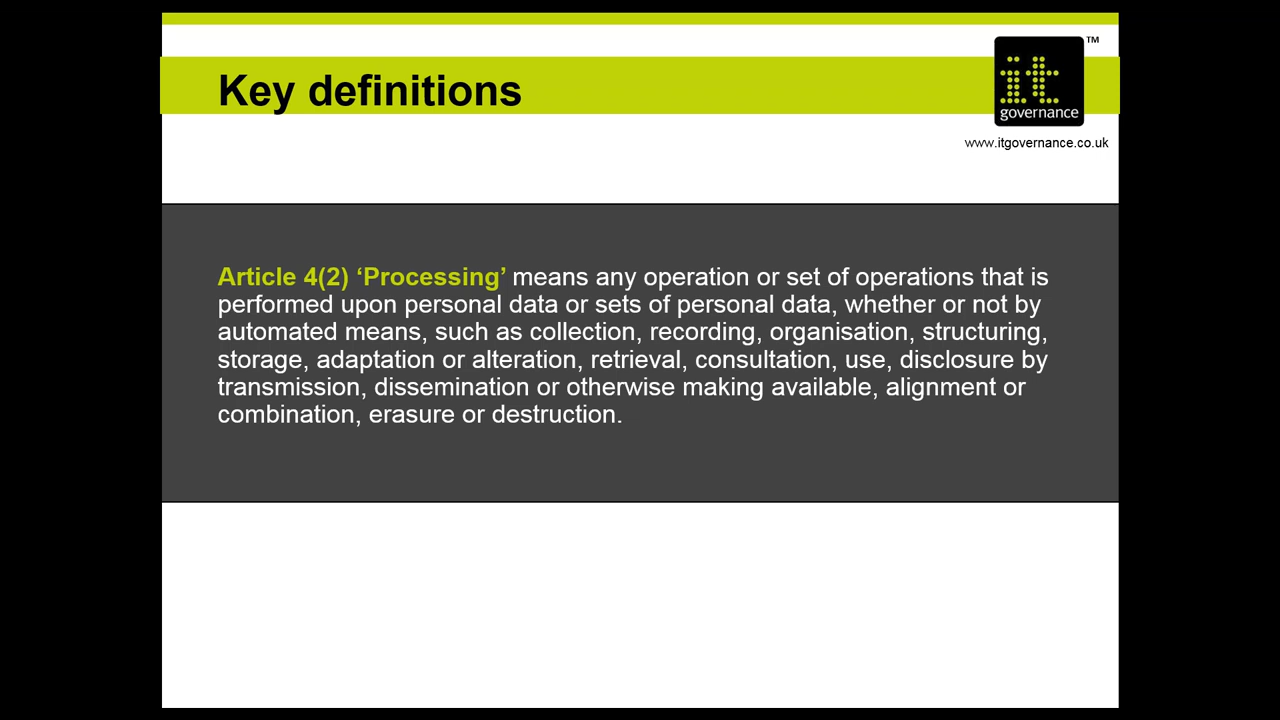 Key definitions
it
governance
™
www.itgovernance.co.uk
Article 4(2) ‘Processing’ means any operation or set of operations that is
performed upon personal data or sets of personal data, whether or not by
automated means, such as collection, recording, organisation, structuring,
storage, adaptation or alteration, retrieval, consultation, use, disclosure by
transmission, dissemination or otherwise making available, alignment or
combination, erasure or destruction.